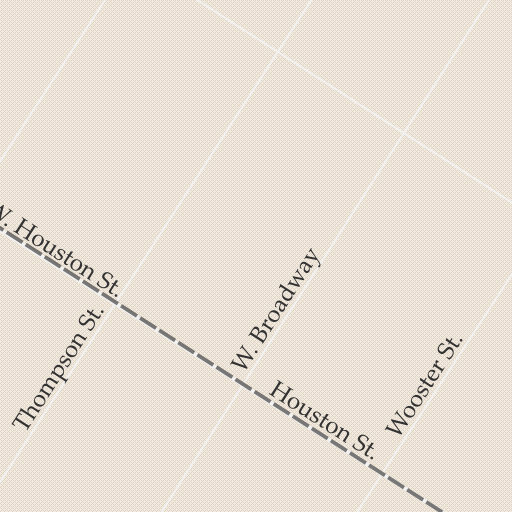 W. Houston St.
Thompson St.
W. Broadway
Houston St.
Wooster St.